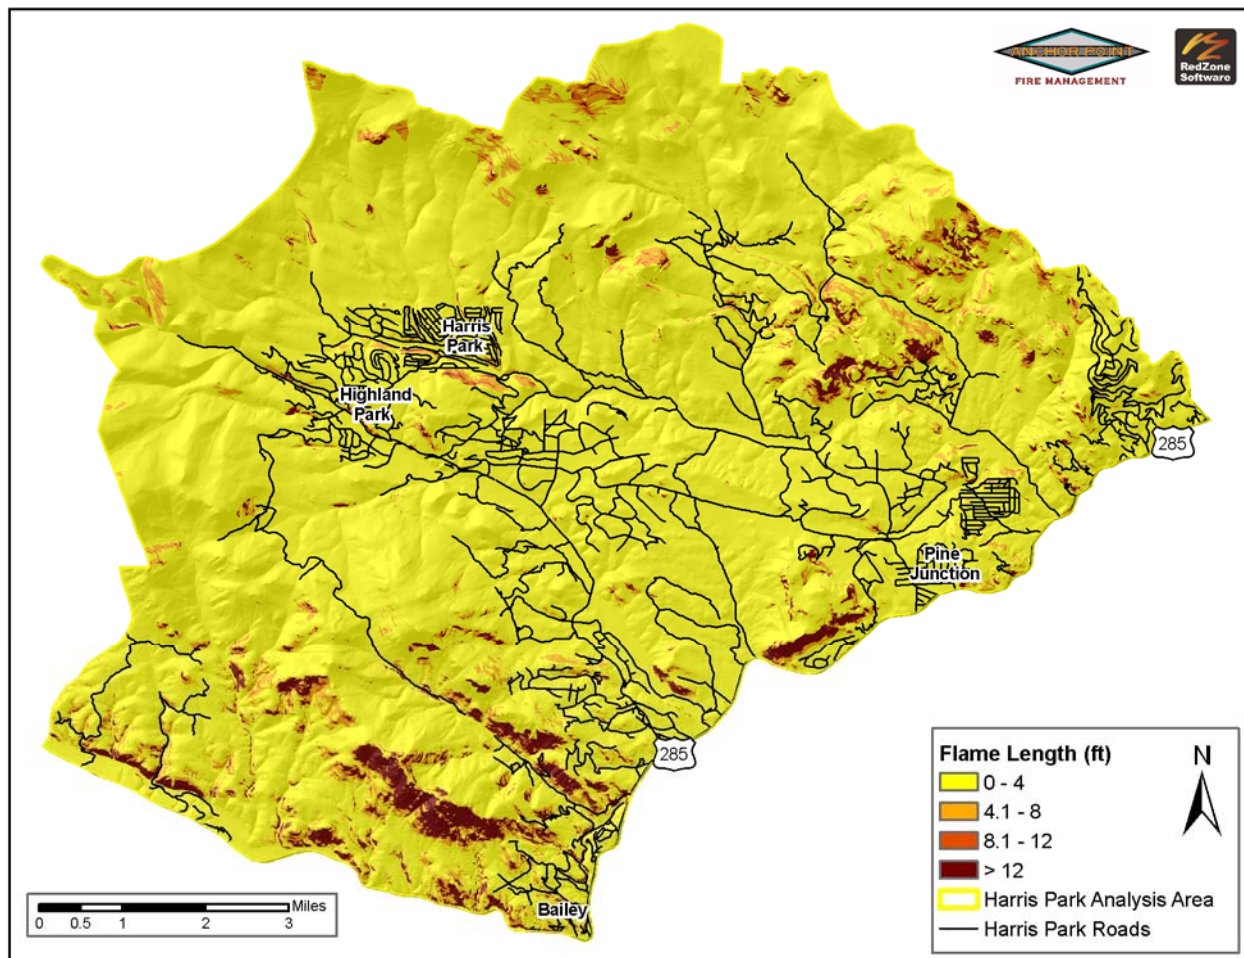 ANCHOR POINT
FIRE MANAGEMENT
RedZone
Software
Harris
Park
Highland
Park
285
Pine
Junction
285
Bailey
Flame Length (ft)
0 - 4
4.1 - 8
8.1 - 12
> 12
Harris Park Analysis Area
Harris Park Roads
N
Miles
0 0.5 1 2 3